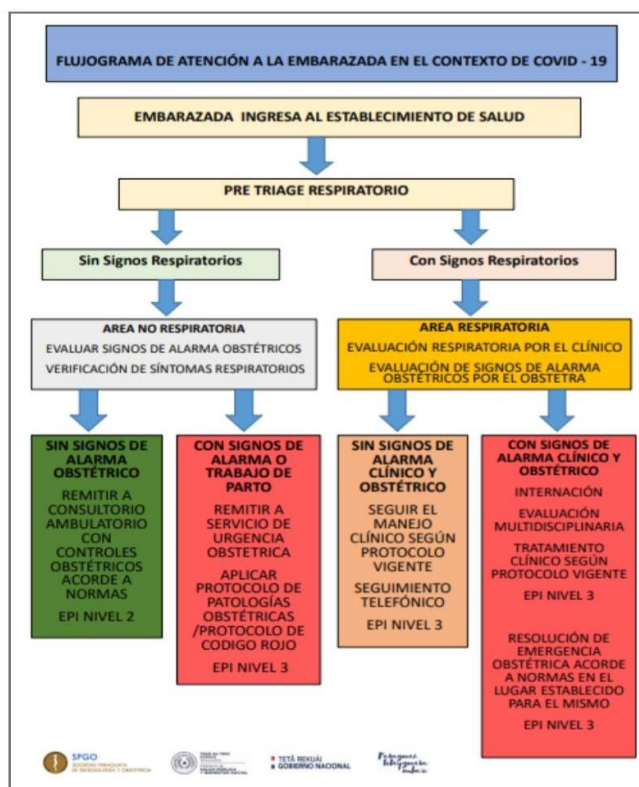 FLUJOGRAMA DE ATENCIÓN A LA EMBARAZADA EN EL CONTEXTO DE COVID - 19
EMBARAZADA INGRESA AL ESTABLECIMIENTO DE SALUD
PRE TRIAGE RESPIRATORIO
Sin Signos Respiratorios
Con Signos Respiratorios
AREA NO RESPIRATORIA
EVALUAR SIGNOS DE ALARMA OBSTÉTRICOS
VERIFICACIÓN DE SÍNTOMAS RESPIRATORIOS
AREA RESPIRATORIA
EVALUACIÓN RESPIRATORIA POR EL CLÍNICO
EVALUACIÓN DE SIGNOS DE ALARMA
OBSTÉTRICOS POR EL OBSTETRA
SIN SIGNOS DE
ALARMA
OBSTÉTRICO
REMITIR A
CONSULTORIO
AMBULATORIO
CON
CONTROLES
OBSTÉTRICOS
ACORDE A
NORMAS
EPI NIVEL 2
CON SIGNOS DE
ALARMA O
TRABAJO DE
PARTO
REMITIR A
SERVICIO DE
URGENCIA
OBSTETRICA
APLICAR
PROTOCOLO DE
PATOLOGÍAS
OBSTÉTRICAS
/PROTOCOLO DE
CODIGO ROJO
EPI NIVEL 3
SIN SIGNOS DE
ALARMA
CLÍNICO Y
OBSTÉTRICO
SEGUIR EL
MANEJO
CLÍNICO SEGÚN
PROTOCOLO
VIGENTE
SEGUIMIENTO
TELEFÓNICO
EPI NIVEL 3
CON SIGNOS DE
ALARMA CLÍNICO Y
OBSTÉTRICO
INTERNACIÓN
EVALUACIÓN
MULTIDISCIPLINARIA
TRATAMIENTO
CLÍNICO SEGÚN
PROTOCOLO VIGENTE
EPI NIVEL 3
RESOLUCIÓN DE
EMERGENCIA
OBSTÉTRICA ACORDE
A NORMAS EN EL
LUGAR ESTABLECIDO
PARA EL MISMO
EPI NIVEL 3
SPGO
SOCIEDAD PARAGUAYA
DE GINECOLOGÍA Y OBSTETRICIA
TETÃ REKUÁI
GOBIERNO NACIONAL